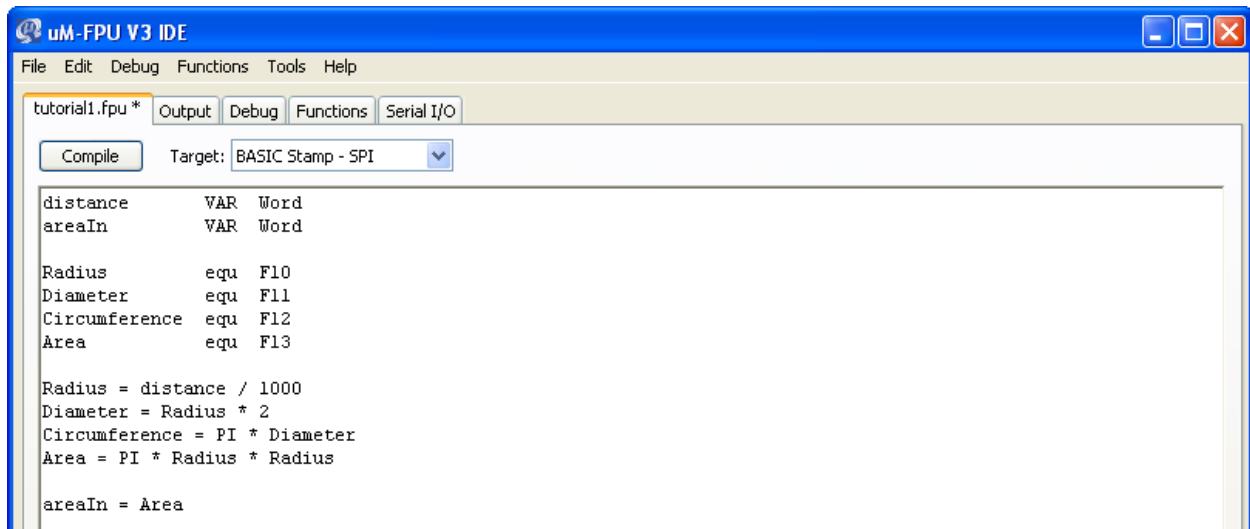 uM-FPU V3 IDE
File Edit Debug Functions Tools Help
tutorial1.fpu * Output Debug Functions Serial I/O
Compile Target: BASIC Stamp - SPI
distance VAR Word
areaIn VAR Word
Radius equ F10
Diameter equ F11
Circumference equ F12
Area equ F13
Radius = distance / 1000
Diameter = Radius * 2
Circumference = PI * Diameter
Area = PI * Radius * Radius
areaIn = Area